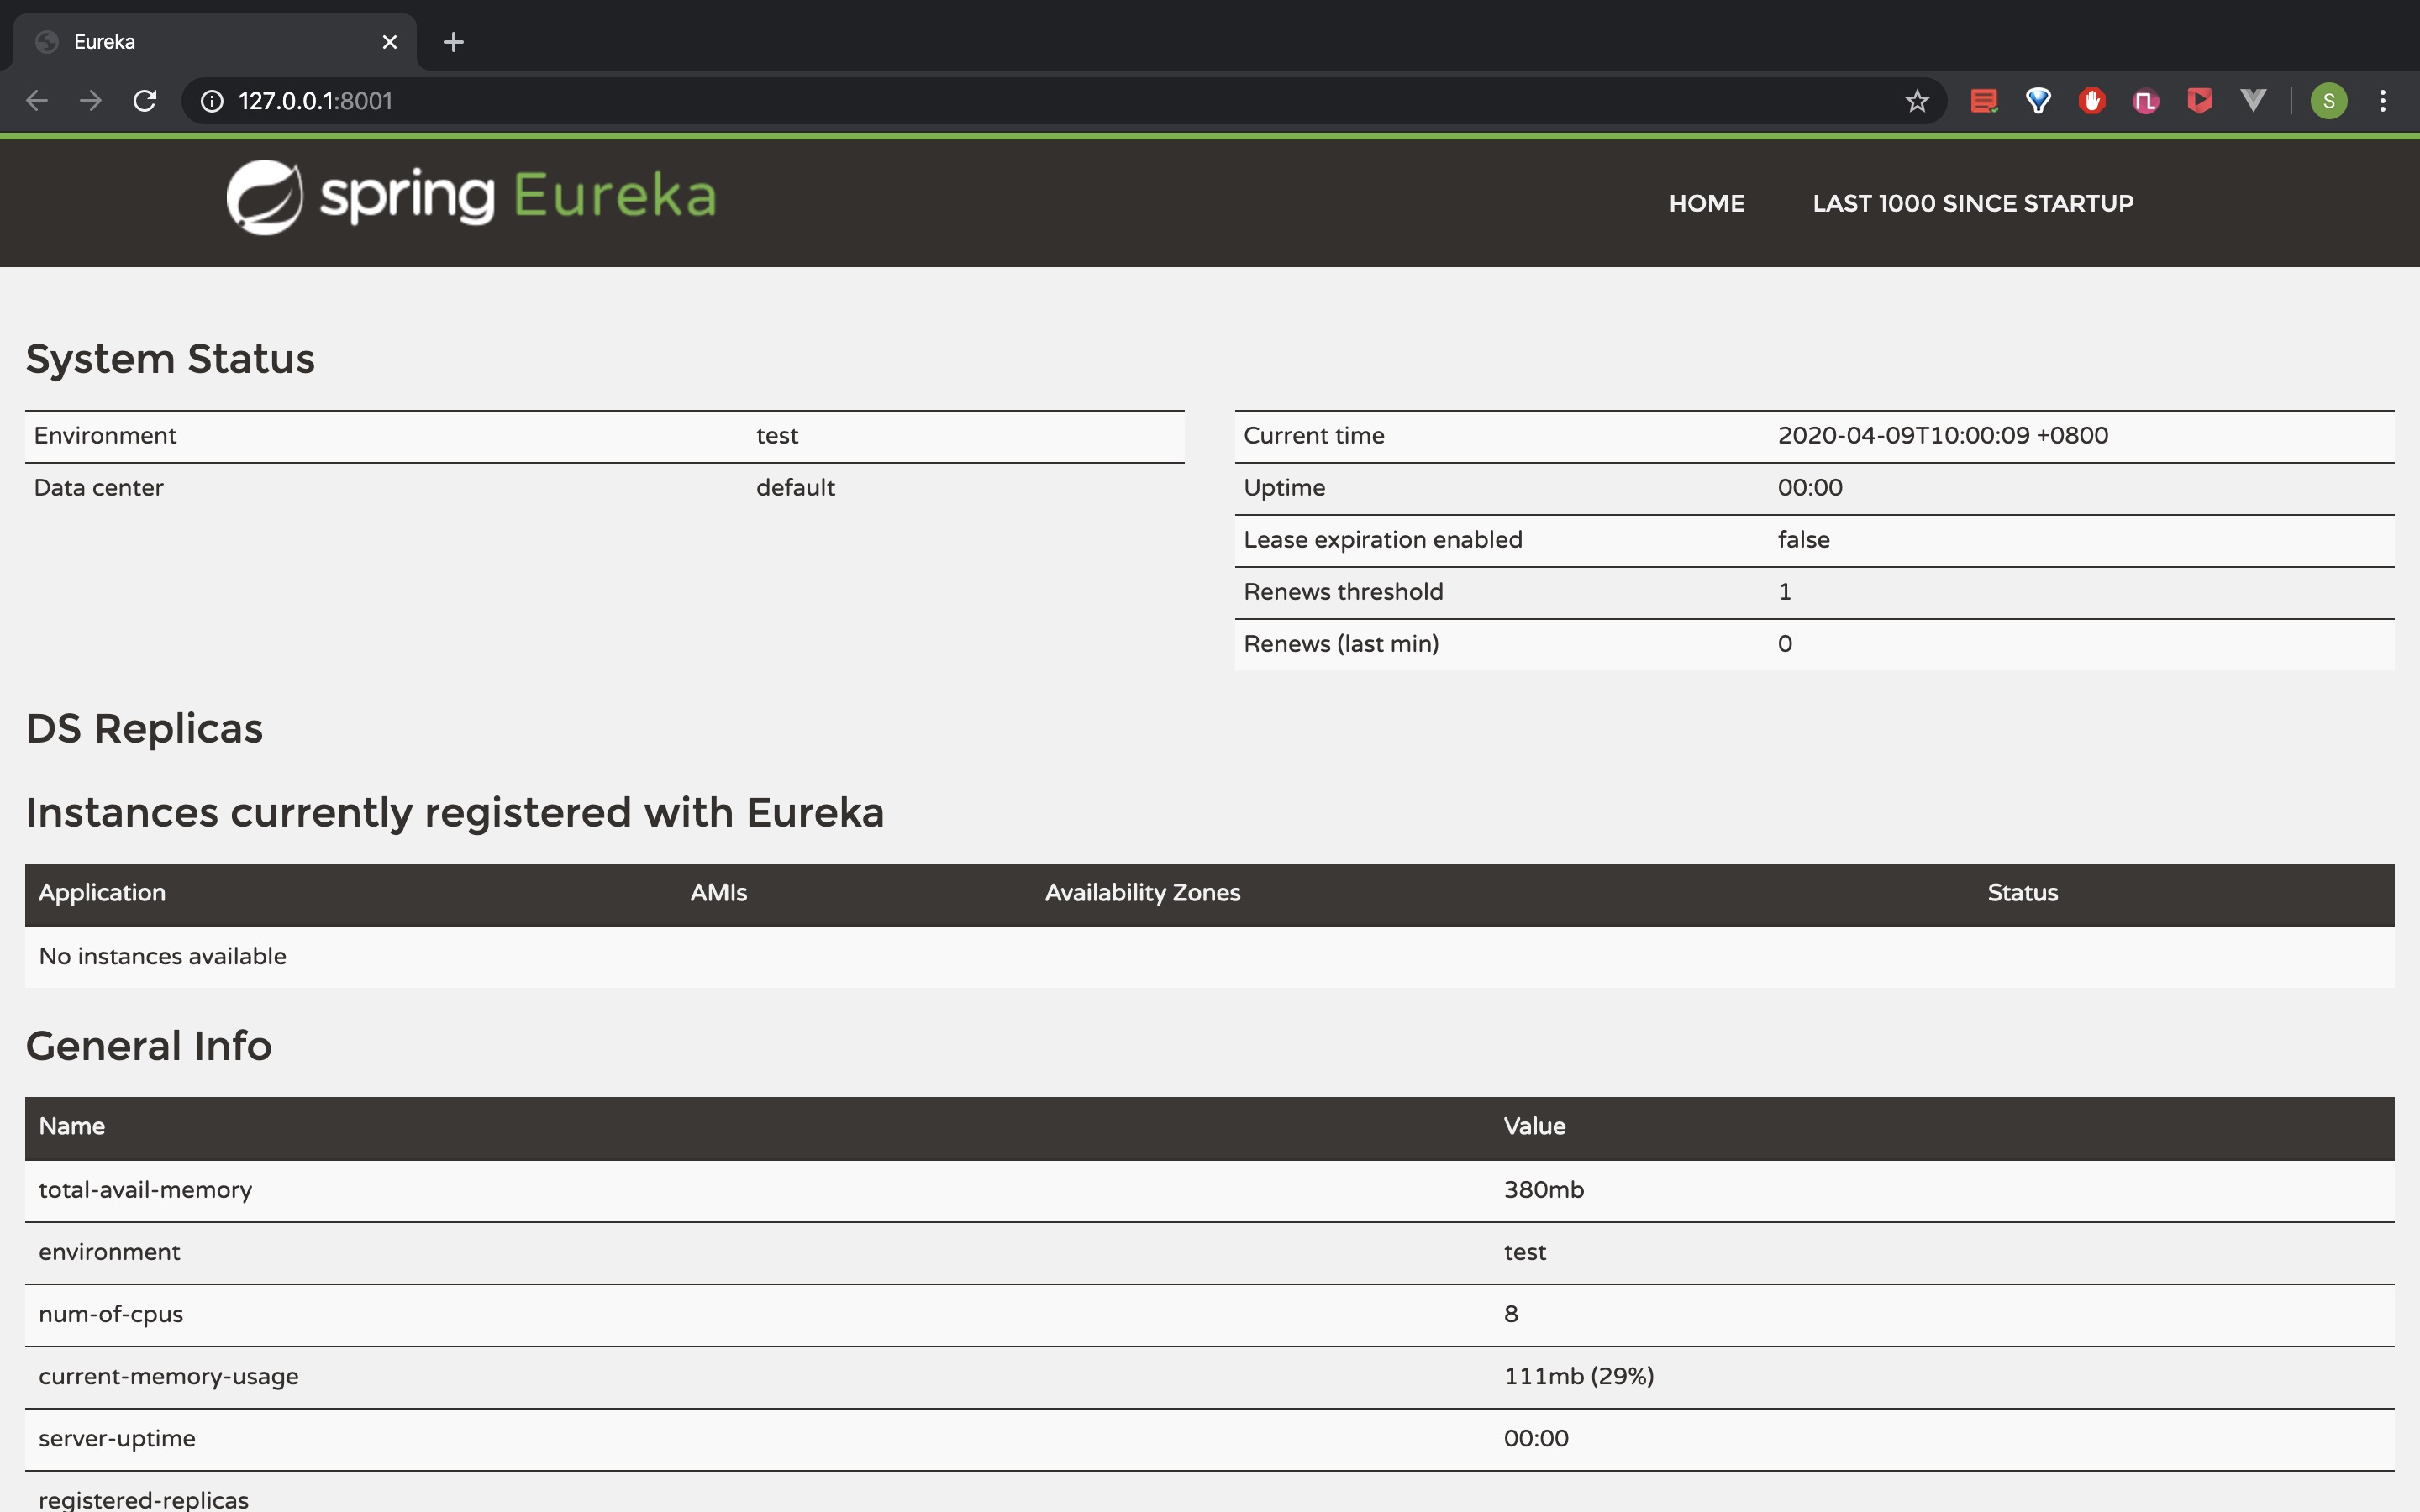 Eureka
127.0.0.1:8001
S
spring Eureka
HOME LAST 1000 SINCE STARTUP
System Status
Environment test
Data center default
Current time 2020-04-09T10:00:09 +0800
Uptime 00:00
Lease expiration enabled false
Renews threshold 1
Renews (last min) 0
DS Replicas
Instances currently registered with Eureka
Application AMIs Availability Zones Status
No instances available
General Info
Name Value
total-avail-memory 380mb
environment test
num-of-cpus 8
current-memory-usage 111mb (29%)
server-uptime 00:00
registered-replicas